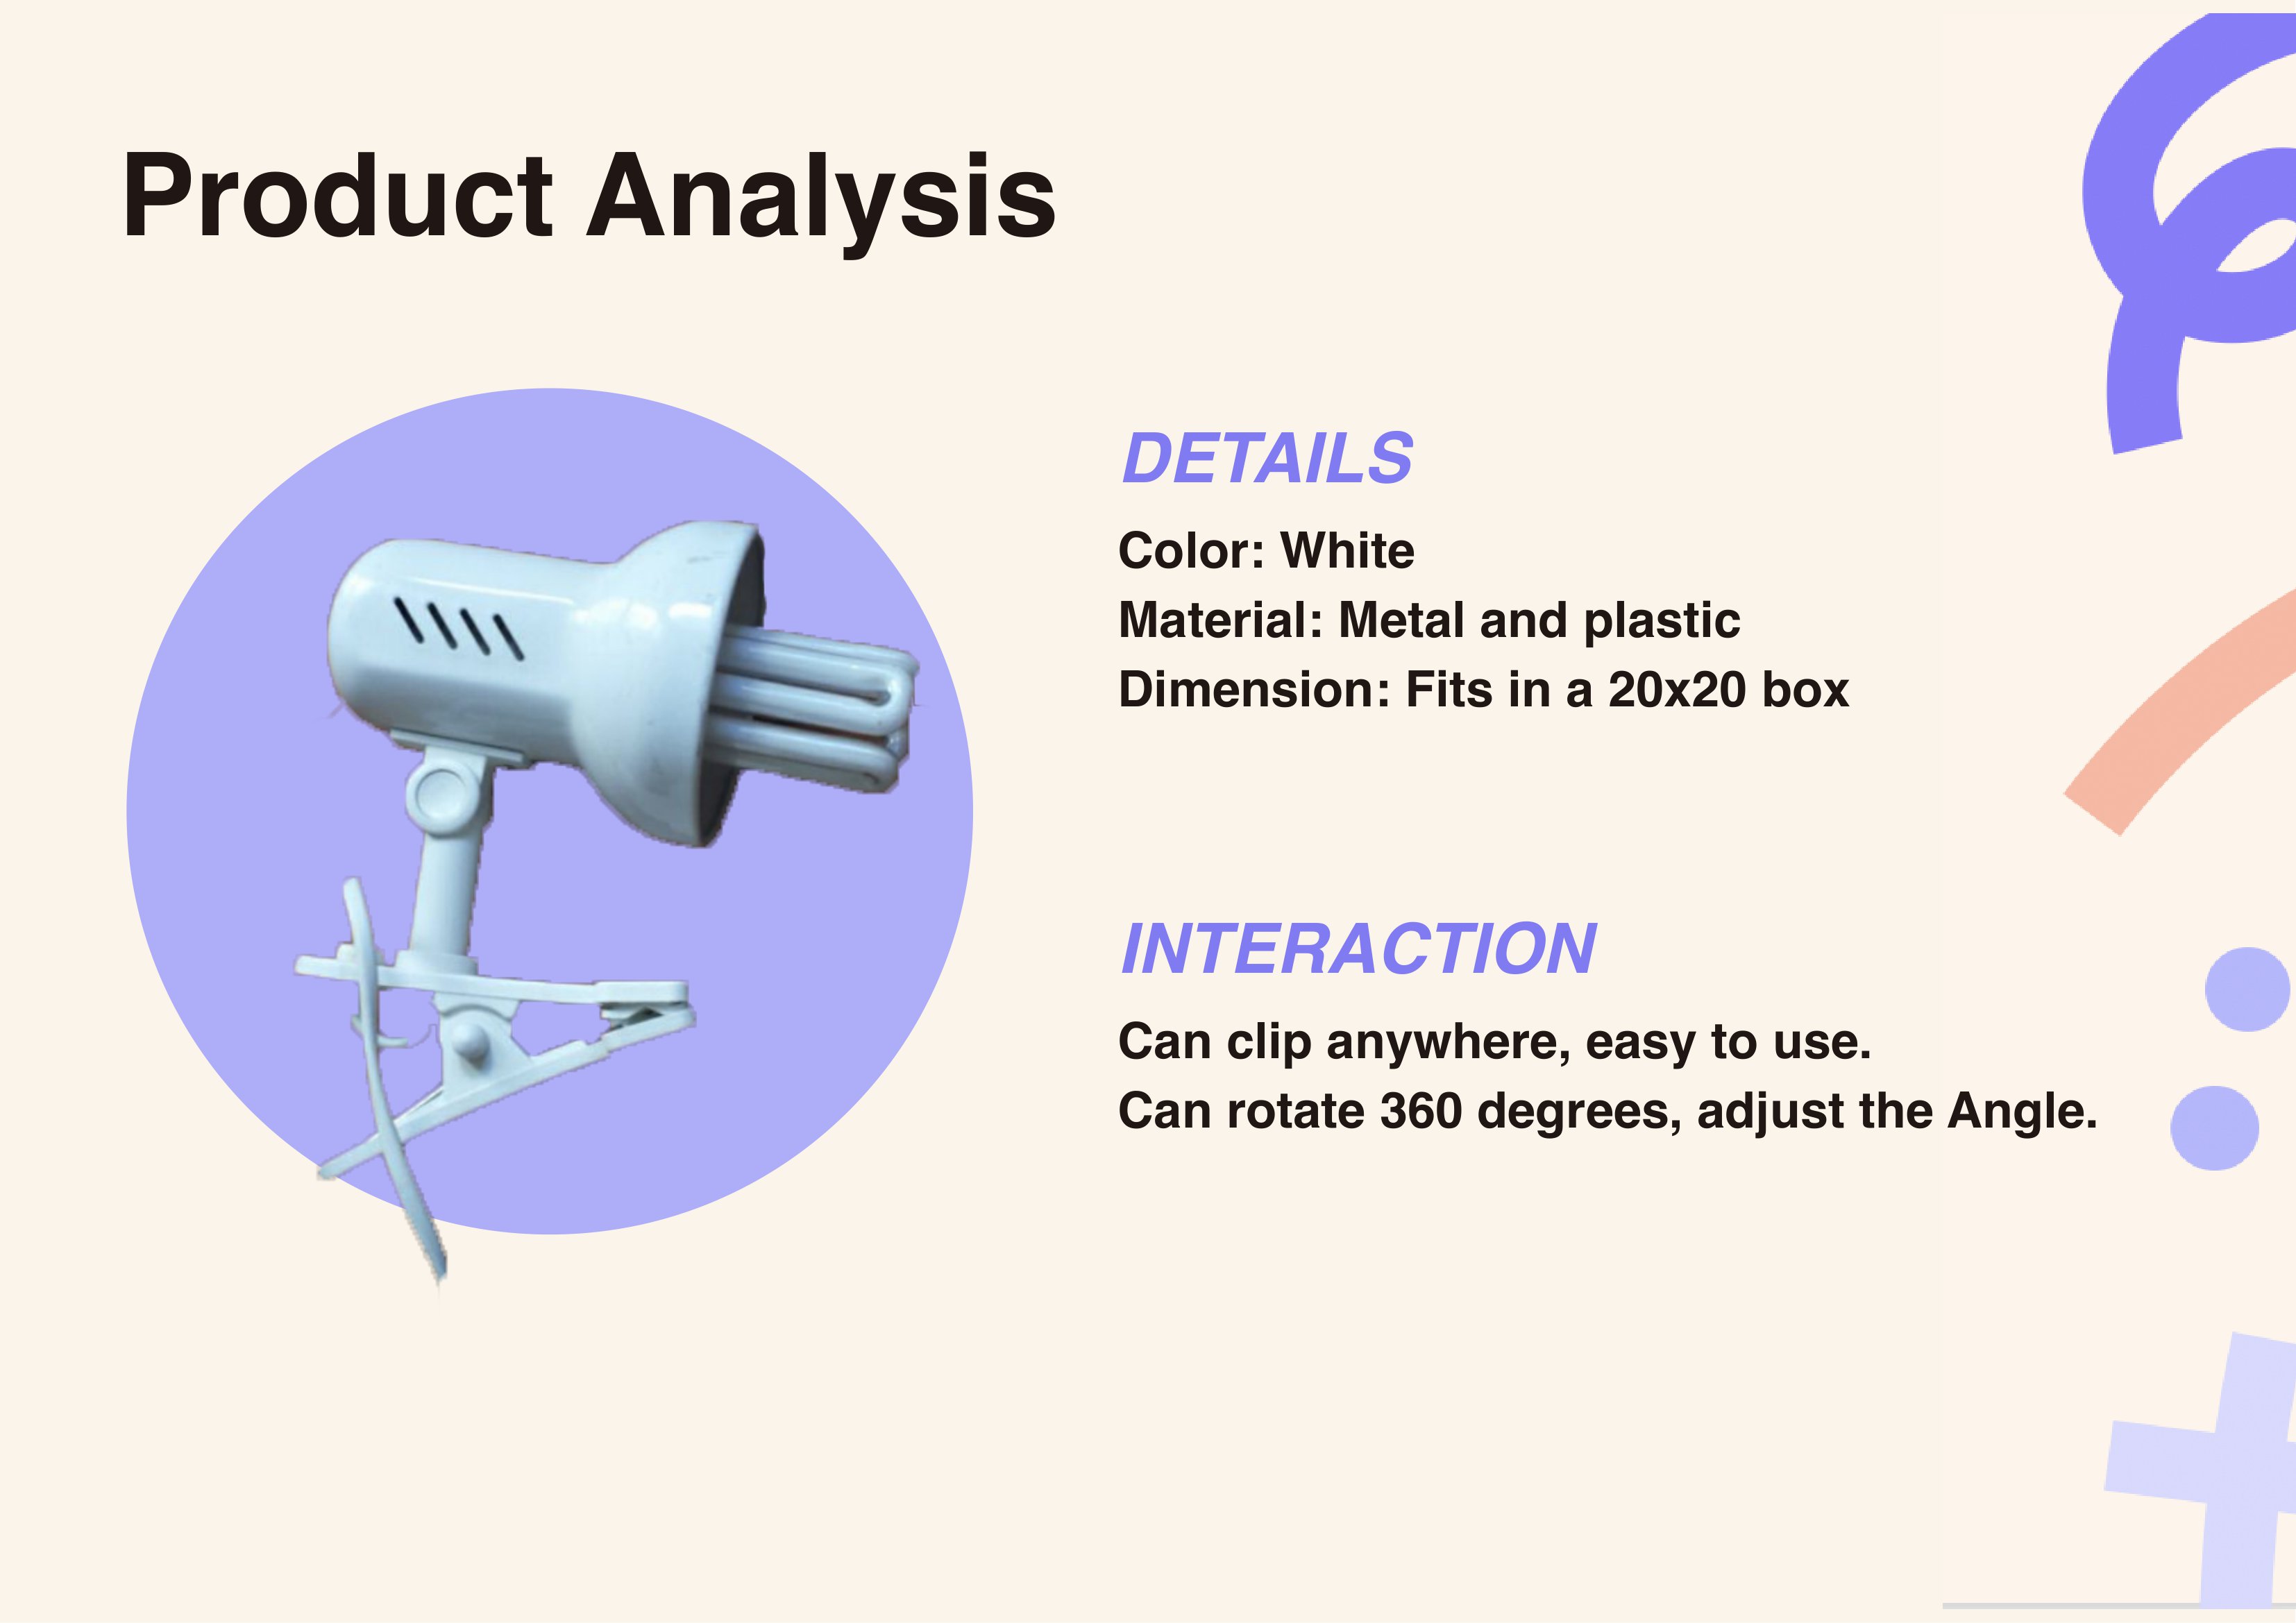 Product Analysis
DETAILS
Color: White
Material: Metal and plastic
Dimension: Fits in a 20x20 box
INTERACTION
Can clip anywhere, easy to use.
Can rotate 360 degrees, adjust the Angle.